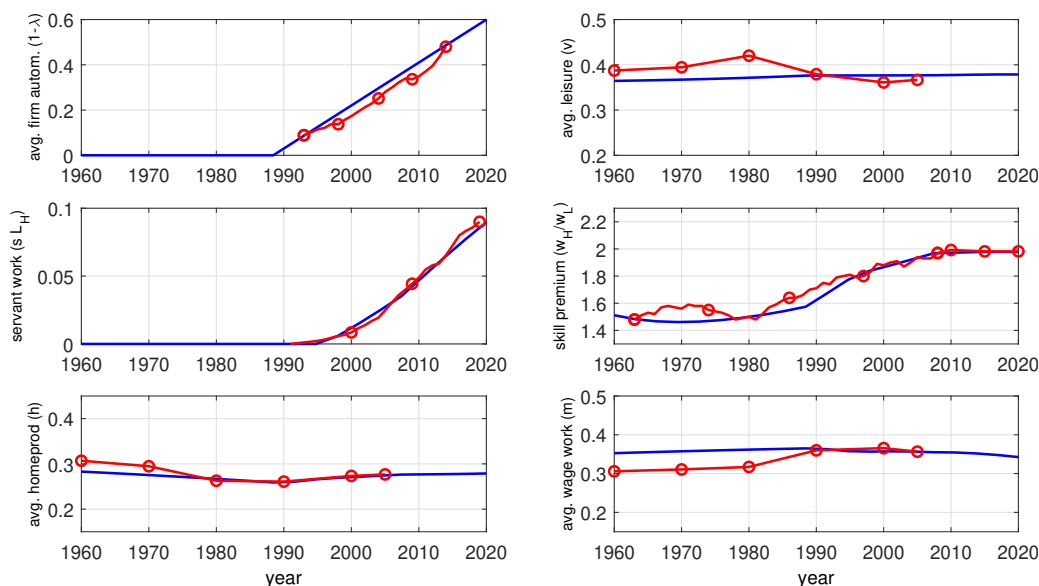 avg. firm autom. (1-λ)
0.6
0.4
0.2
0
1960 1970 1980 1990 2000 2010 2020
avg. leisure (v)
0.5
0.4
0.3
0.2
1960 1970 1980 1990 2000 2010 2020
servant work (s L_H)
0.1
0.05
0
1960 1970 1980 1990 2000 2010 2020
skill premium (w_H/w_L)
2.2
2
1.8
1.6
1.4
1960 1970 1980 1990 2000 2010 2020
avg. homeprod (h)
0.4
0.3
0.2
1960 1970 1980 1990 2000 2010 2020
year
avg. wage work (m)
0.5
0.4
0.3
0.2
1960 1970 1980 1990 2000 2010 2020
year